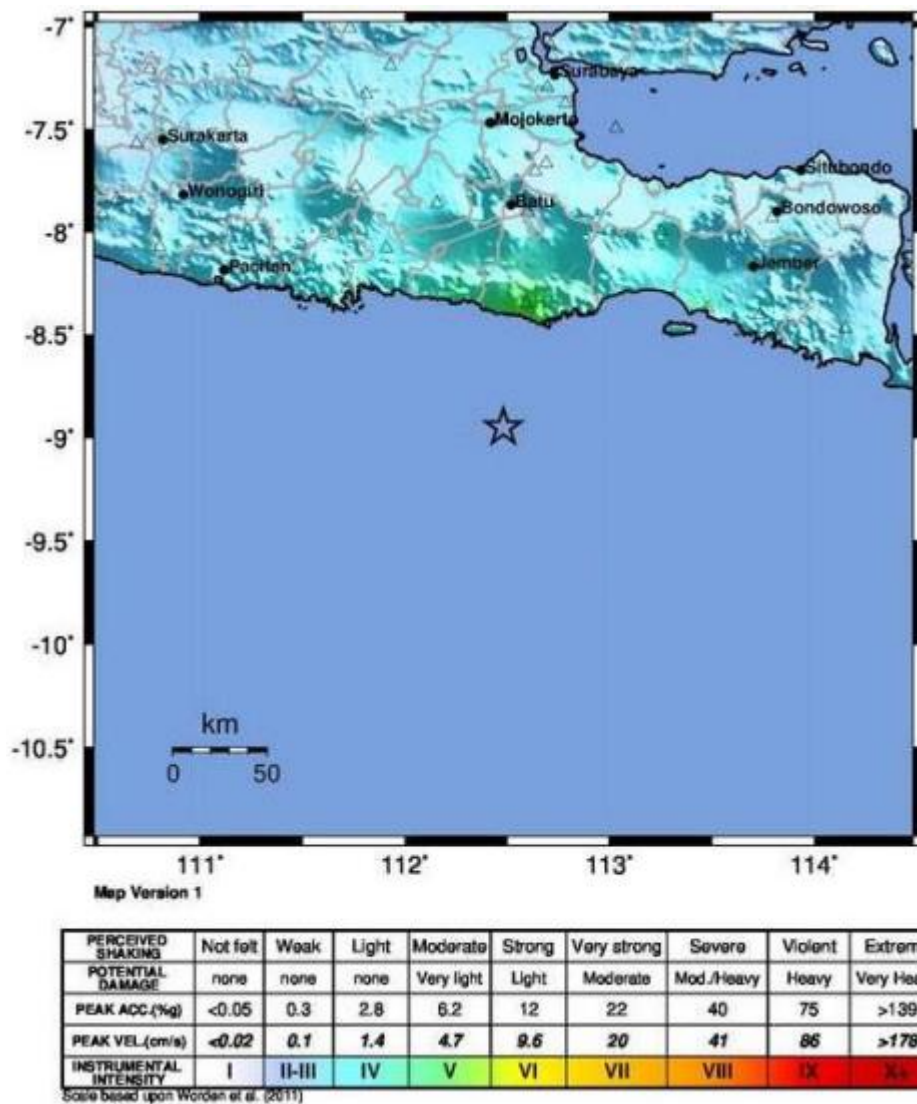 -7°
Surabaya
-7.5°
Mojokerto
Surakarta
Situbondo
Wonogiri
Batu
Bondowoso
-8°
Pacitan
Jember
-8.5°
-9°
-9.5°
-10°
km
-10.5°
0 50
111° 112° 113° 114°
Map Version 1
PERCEIVED SHAKING Not felt Weak Light Moderate Strong Very strong Severe Violent Extrem
POTENTIAL DAMAGE none none none Very light Light Moderate Mod./Heavy Heavy Very Hea
PEAK ACC.(%g) <0.05 0.3 2.8 6.2 12 22 40 75 >139
PEAK VEL.(cm/s) <0.02 0.1 1.4 4.7 9.6 20 41 86 >178
INSTRUMENTAL INTENSITY I II-III IV V VI VII VIII IX X+
Scale based upon Worden et al. (2011)